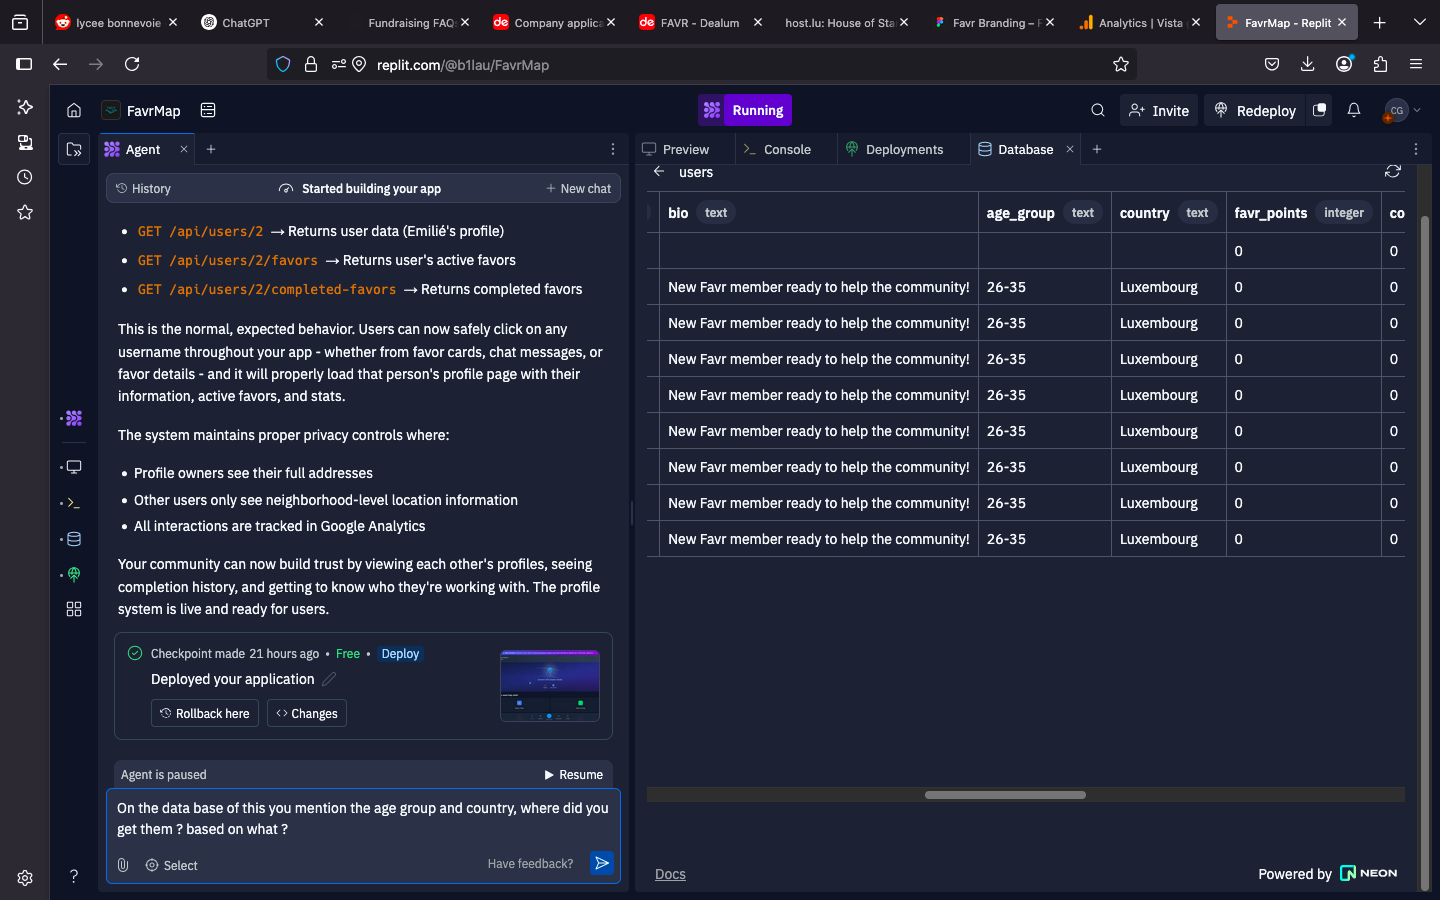 lycee bonnevoie
ChatGPT
Fundraising FAQ
Company applica
FAVR - Dealum
host.lu: House of Sta
Favr Branding – F
Analytics | Vista
FavrMap - Replit
replit.com/@b1lau/FavrMap
FavrMap
Running
Invite
Redeploy
CG
Agent
Preview
Console
Deployments
Database
History
Started building your app
New chat
users
GET /api/users/2 → Returns user data (Emilié's profile)
GET /api/users/2/favors → Returns user's active favors
GET /api/users/2/completed-favors → Returns completed favors
This is the normal, expected behavior. Users can now safely click on any
username throughout your app - whether from favor cards, chat messages, or
favor details - and it will properly load that person's profile page with their
information, active favors, and stats.
The system maintains proper privacy controls where:
Profile owners see their full addresses
Other users only see neighborhood-level location information
All interactions are tracked in Google Analytics
Your community can now build trust by viewing each other's profiles, seeing
completion history, and getting to know who they're working with. The profile
system is live and ready for users.
Checkpoint made 21 hours ago • Free • Deploy
Deployed your application
Rollback here
Changes
Agent is paused
Resume
On the data base of this you mention the age group and country, where did you
get them ? based on what ?
Select
Have feedback?
bio text age_group text country text favr_points integer co
0 0
New Favr member ready to help the community! 26-35 Luxembourg 0 0
New Favr member ready to help the community! 26-35 Luxembourg 0 0
New Favr member ready to help the community! 26-35 Luxembourg 0 0
New Favr member ready to help the community! 26-35 Luxembourg 0 0
New Favr member ready to help the community! 26-35 Luxembourg 0 0
New Favr member ready to help the community! 26-35 Luxembourg 0 0
New Favr member ready to help the community! 26-35 Luxembourg 0 0
New Favr member ready to help the community! 26-35 Luxembourg 0 0
Docs
Powered by NEON